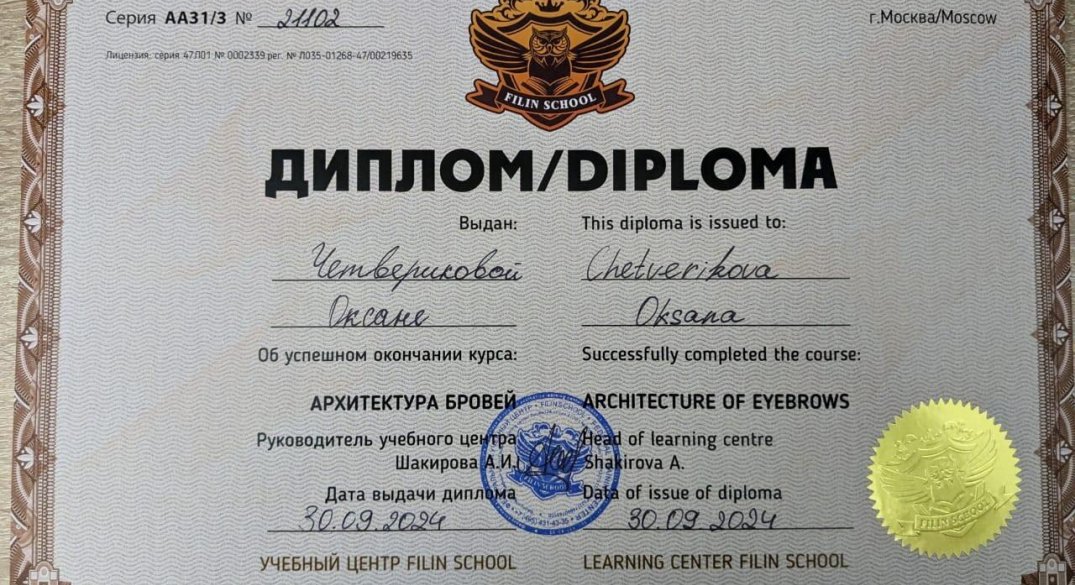 Серия АА31/3 № 21102
г.Москва/Moscow
Лицензия: серия 47Л01 № 0002339 рег. № Л035-01268-47/00219635
FILIN SCHOOL
ДИПЛОМ/DIPLOMA
Выдан: This diploma is issued to:
Четвериковой Chetverikova
Оксане Oksana
Об успешном окончании курса: Successfully completed the course:
АРХИТЕКТУРА БРОВЕЙ ARCHITECTURE OF EYEBROWS
Руководитель учебного центра Head of learning centre
Шакирова А.И. Shakirova A.
FILIN SCHOOL
Дата выдачи диплома Data of issue of diploma
30.09.2024 30.09 2024
FILIN SCHOOL
УЧЕБНЫЙ ЦЕНТР FILIN SCHOOL LEARNING CENTER FILIN SCHOOL